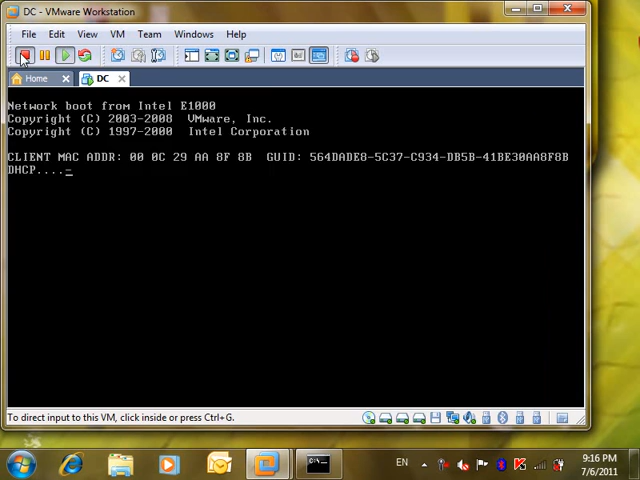 DC - VMware Workstation
File Edit View VM Team Windows Help
Home DC
Network boot from Intel E1000
Copyright (C) 2003-2008 VMware, Inc.
Copyright (C) 1997-2000 Intel Corporation
CLIENT MAC ADDR: 00 0C 29 AA 8F 8B GUID: 564DADE8-5C37-C934-DB5B-41BE30AA8F8B
DHCP....-
To direct input to this VM, click inside or press Ctrl+G.
EN
9:16 PM
7/6/2011